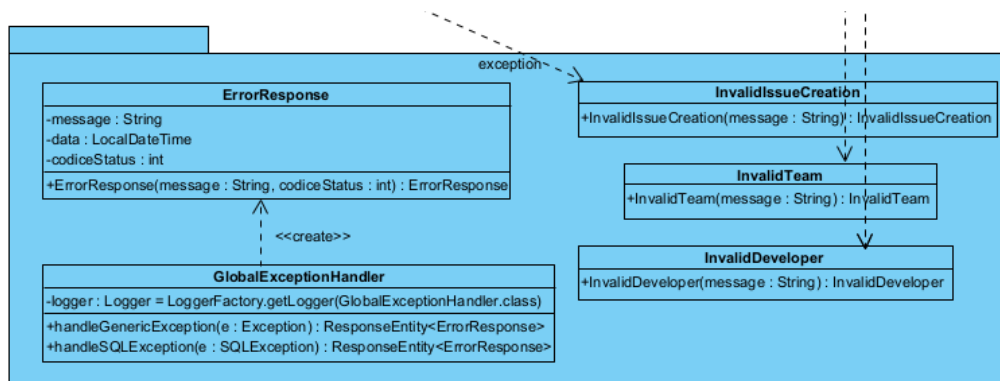 exception
ErrorResponse
-message : String
-data : LocalDateTime
-codiceStatus : int
+ErrorResponse(message : String, codiceStatus : int) : ErrorResponse
<<create>>
GlobalExceptionHandler
-logger : Logger = LoggerFactory.getLogger(GlobalExceptionHandler.class)
+handleGenericException(e : Exception) : ResponseEntity<ErrorResponse>
+handleSQLException(e : SQLException) : ResponseEntity<ErrorResponse>
InvalidIssueCreation
+InvalidIssueCreation(message : String) : InvalidIssueCreation
InvalidTeam
+InvalidTeam(message : String) : InvalidTeam
InvalidDeveloper
+InvalidDeveloper(message : String) : InvalidDeveloper